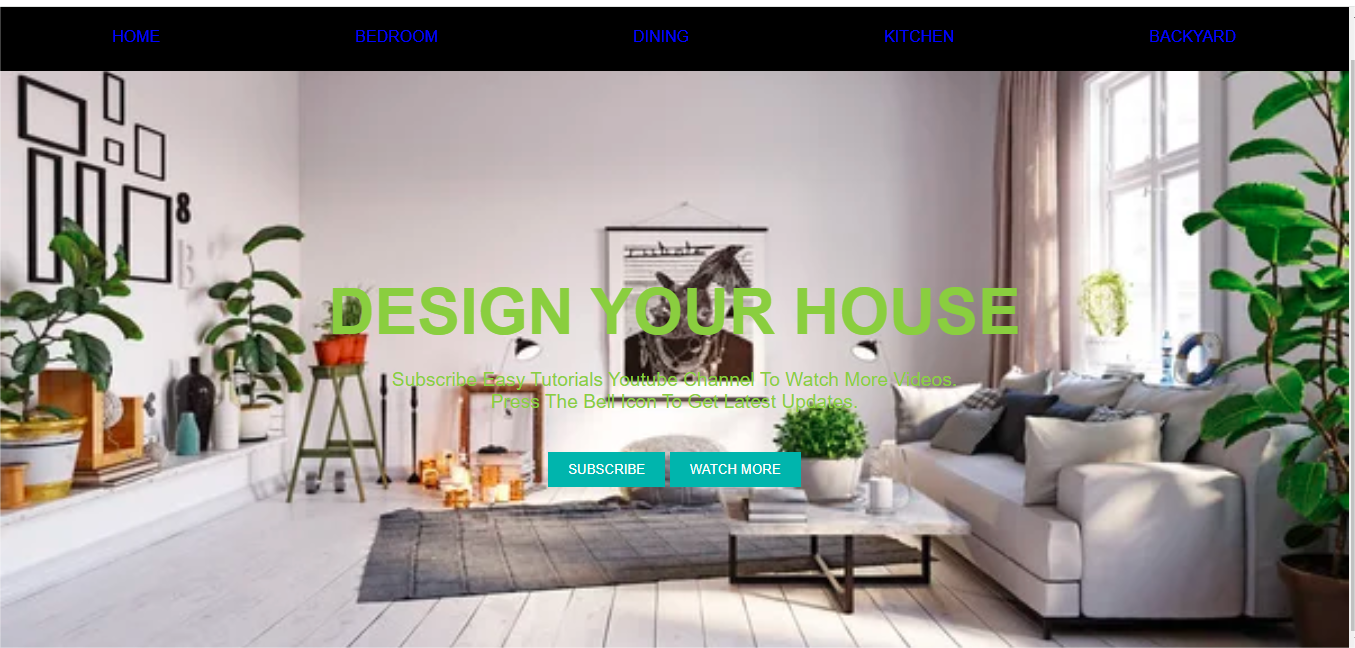 HOME BEDROOM DINING KITCHEN BACKYARD
8
B
DESIGN YOUR HOUSE
Subscribe Easy Tutorials Youtube Channel To Watch More Videos.
Press The Bell Icon To Get Latest Updates.
SUBSCRIBE WATCH MORE